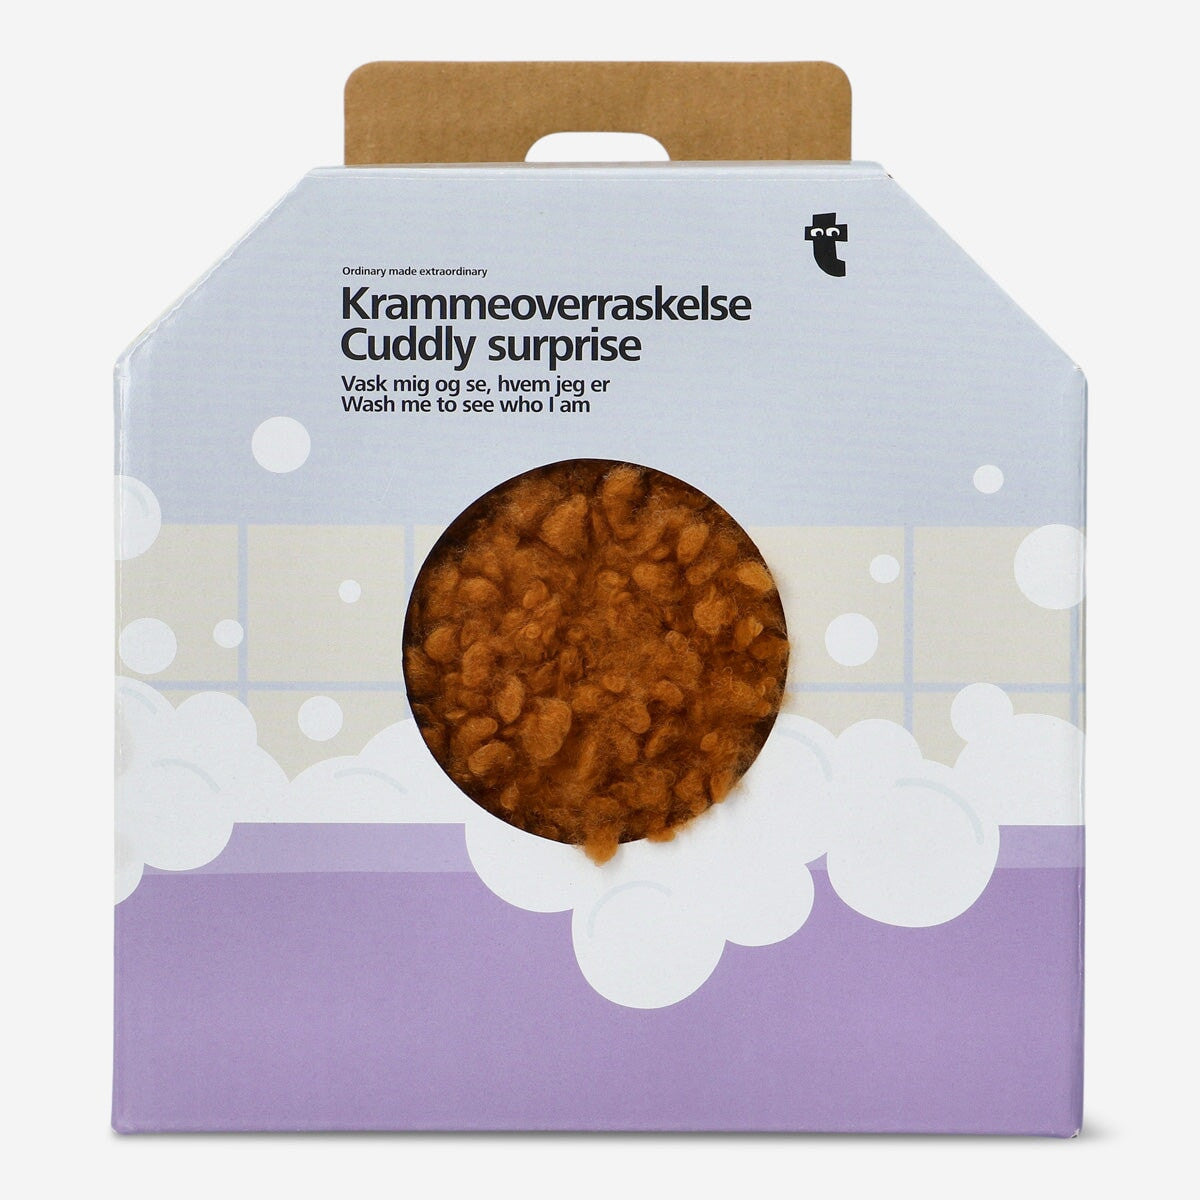 t
Ordinary made extraordinary
Krammeoverraskelse
Cuddly surprise
Vask mig og se, hvem jeg er
Wash me to see who I am